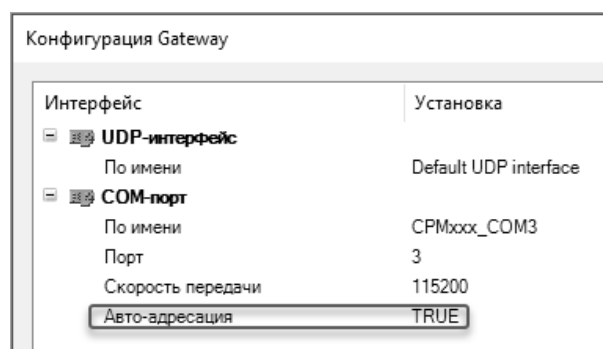 Конфигурация Gateway
Интерфейс Установка
UDP-интерфейс
По имени Default UDP interface
COM-порт
По имени CPMxxx_COM3
Порт 3
Скорость передачи 115200
Авто-адресация TRUE